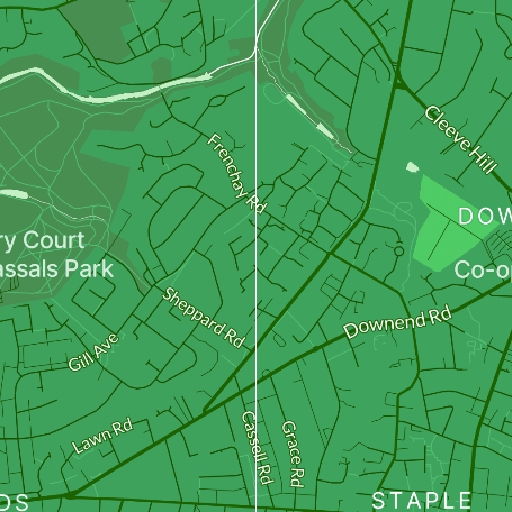 Cleeve Hill
Frenchay Rd
DOW
ry Court
assals Park
Co-o
Sheppard Rd
Downend Rd
Gill Ave
Lawn Rd
Cassell Rd
Grace Rd
DS
STAPLE